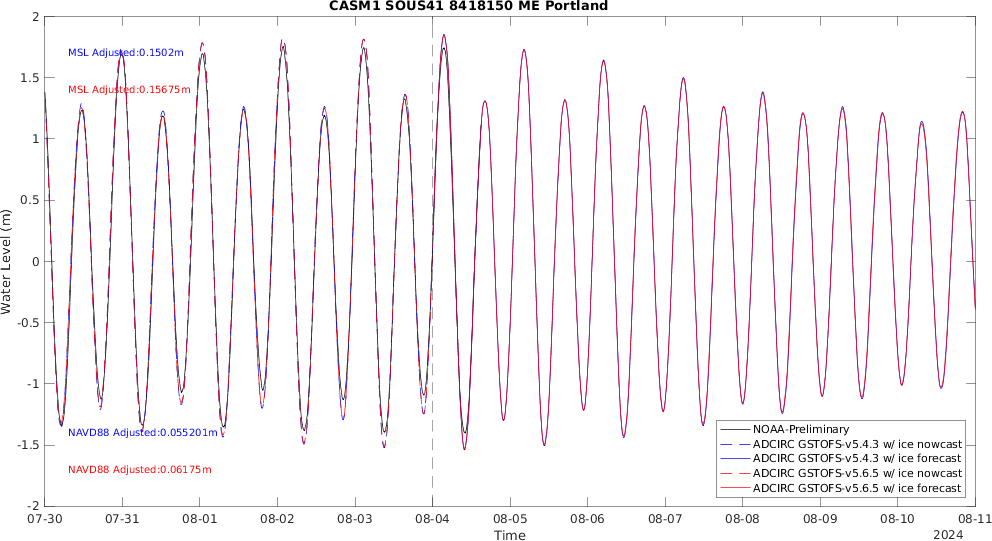 CASM1 SOUS41 8418150 ME Portland
2
1.5
1
0.5
0
-0.5
-1
-1.5
-2
Water Level (m)
MSL Adjusted:0.1502m
MSL Adjusted:0.15675m
NAVD88 Adjusted:0.055201m
NAVD88 Adjusted:0.06175m
NOAA-Preliminary
ADCIRC GSTOFS-v5.4.3 w/ ice nowcast
ADCIRC GSTOFS-v5.4.3 w/ ice forecast
ADCIRC GSTOFS-v5.6.5 w/ ice nowcast
ADCIRC GSTOFS-v5.6.5 w/ ice forecast
07-30 07-31 08-01 08-02 08-03 08-04 08-05 08-06 08-07 08-08 08-09 08-10 08-11
Time
2024